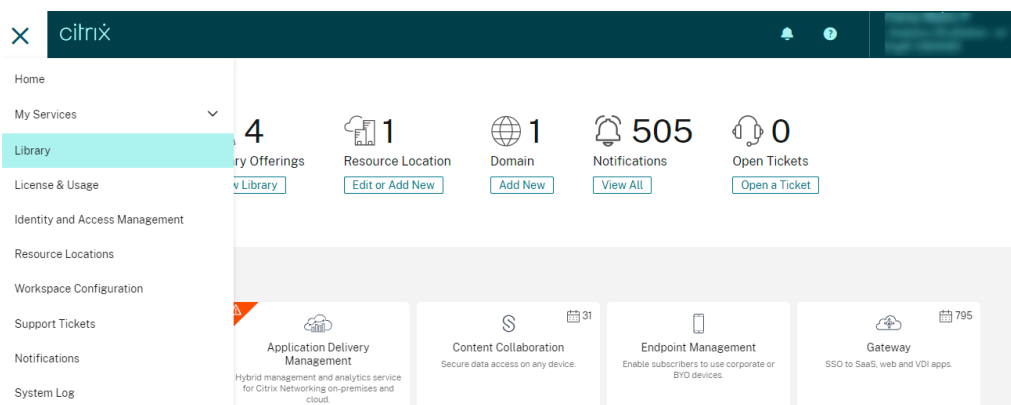 citrix
Home
My Services
Library
License & Usage
Identity and Access Management
Resource Locations
Workspace Configuration
Support Tickets
Notifications
System Log
4
Offerings
Library
1
Resource Location
Edit or Add New
1
Domain
Add New
505
Notifications
View All
0
Open Tickets
Open a Ticket
Application Delivery
Management
Hybrid management and analytics service
for Citrix Networking on-premises and
cloud.
31
Content Collaboration
Secure data access on any device.
Endpoint Management
Enable subscribers to use corporate or
BYO devices.
795
Gateway
SSO to SaaS, web and VDI apps.